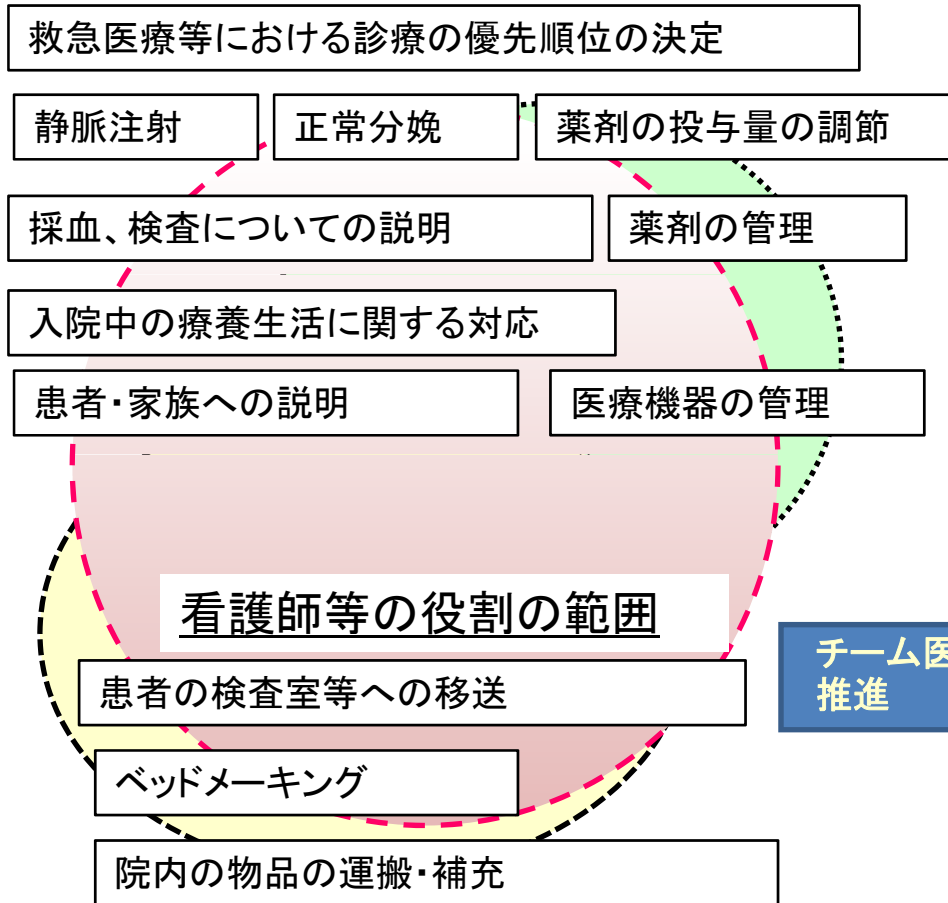 救急医療等における診療の優先順位の決定
静脈注射
正常分娩
薬剤の投与量の調節
採血、検査についての説明
薬剤の管理
入院中の療養生活に関する対応
患者・家族への説明
医療機器の管理
看護師等の役割の範囲
チーム医
推進
患者の検査室等への移送
ベッドメーキング
院内の物品の運搬・補充